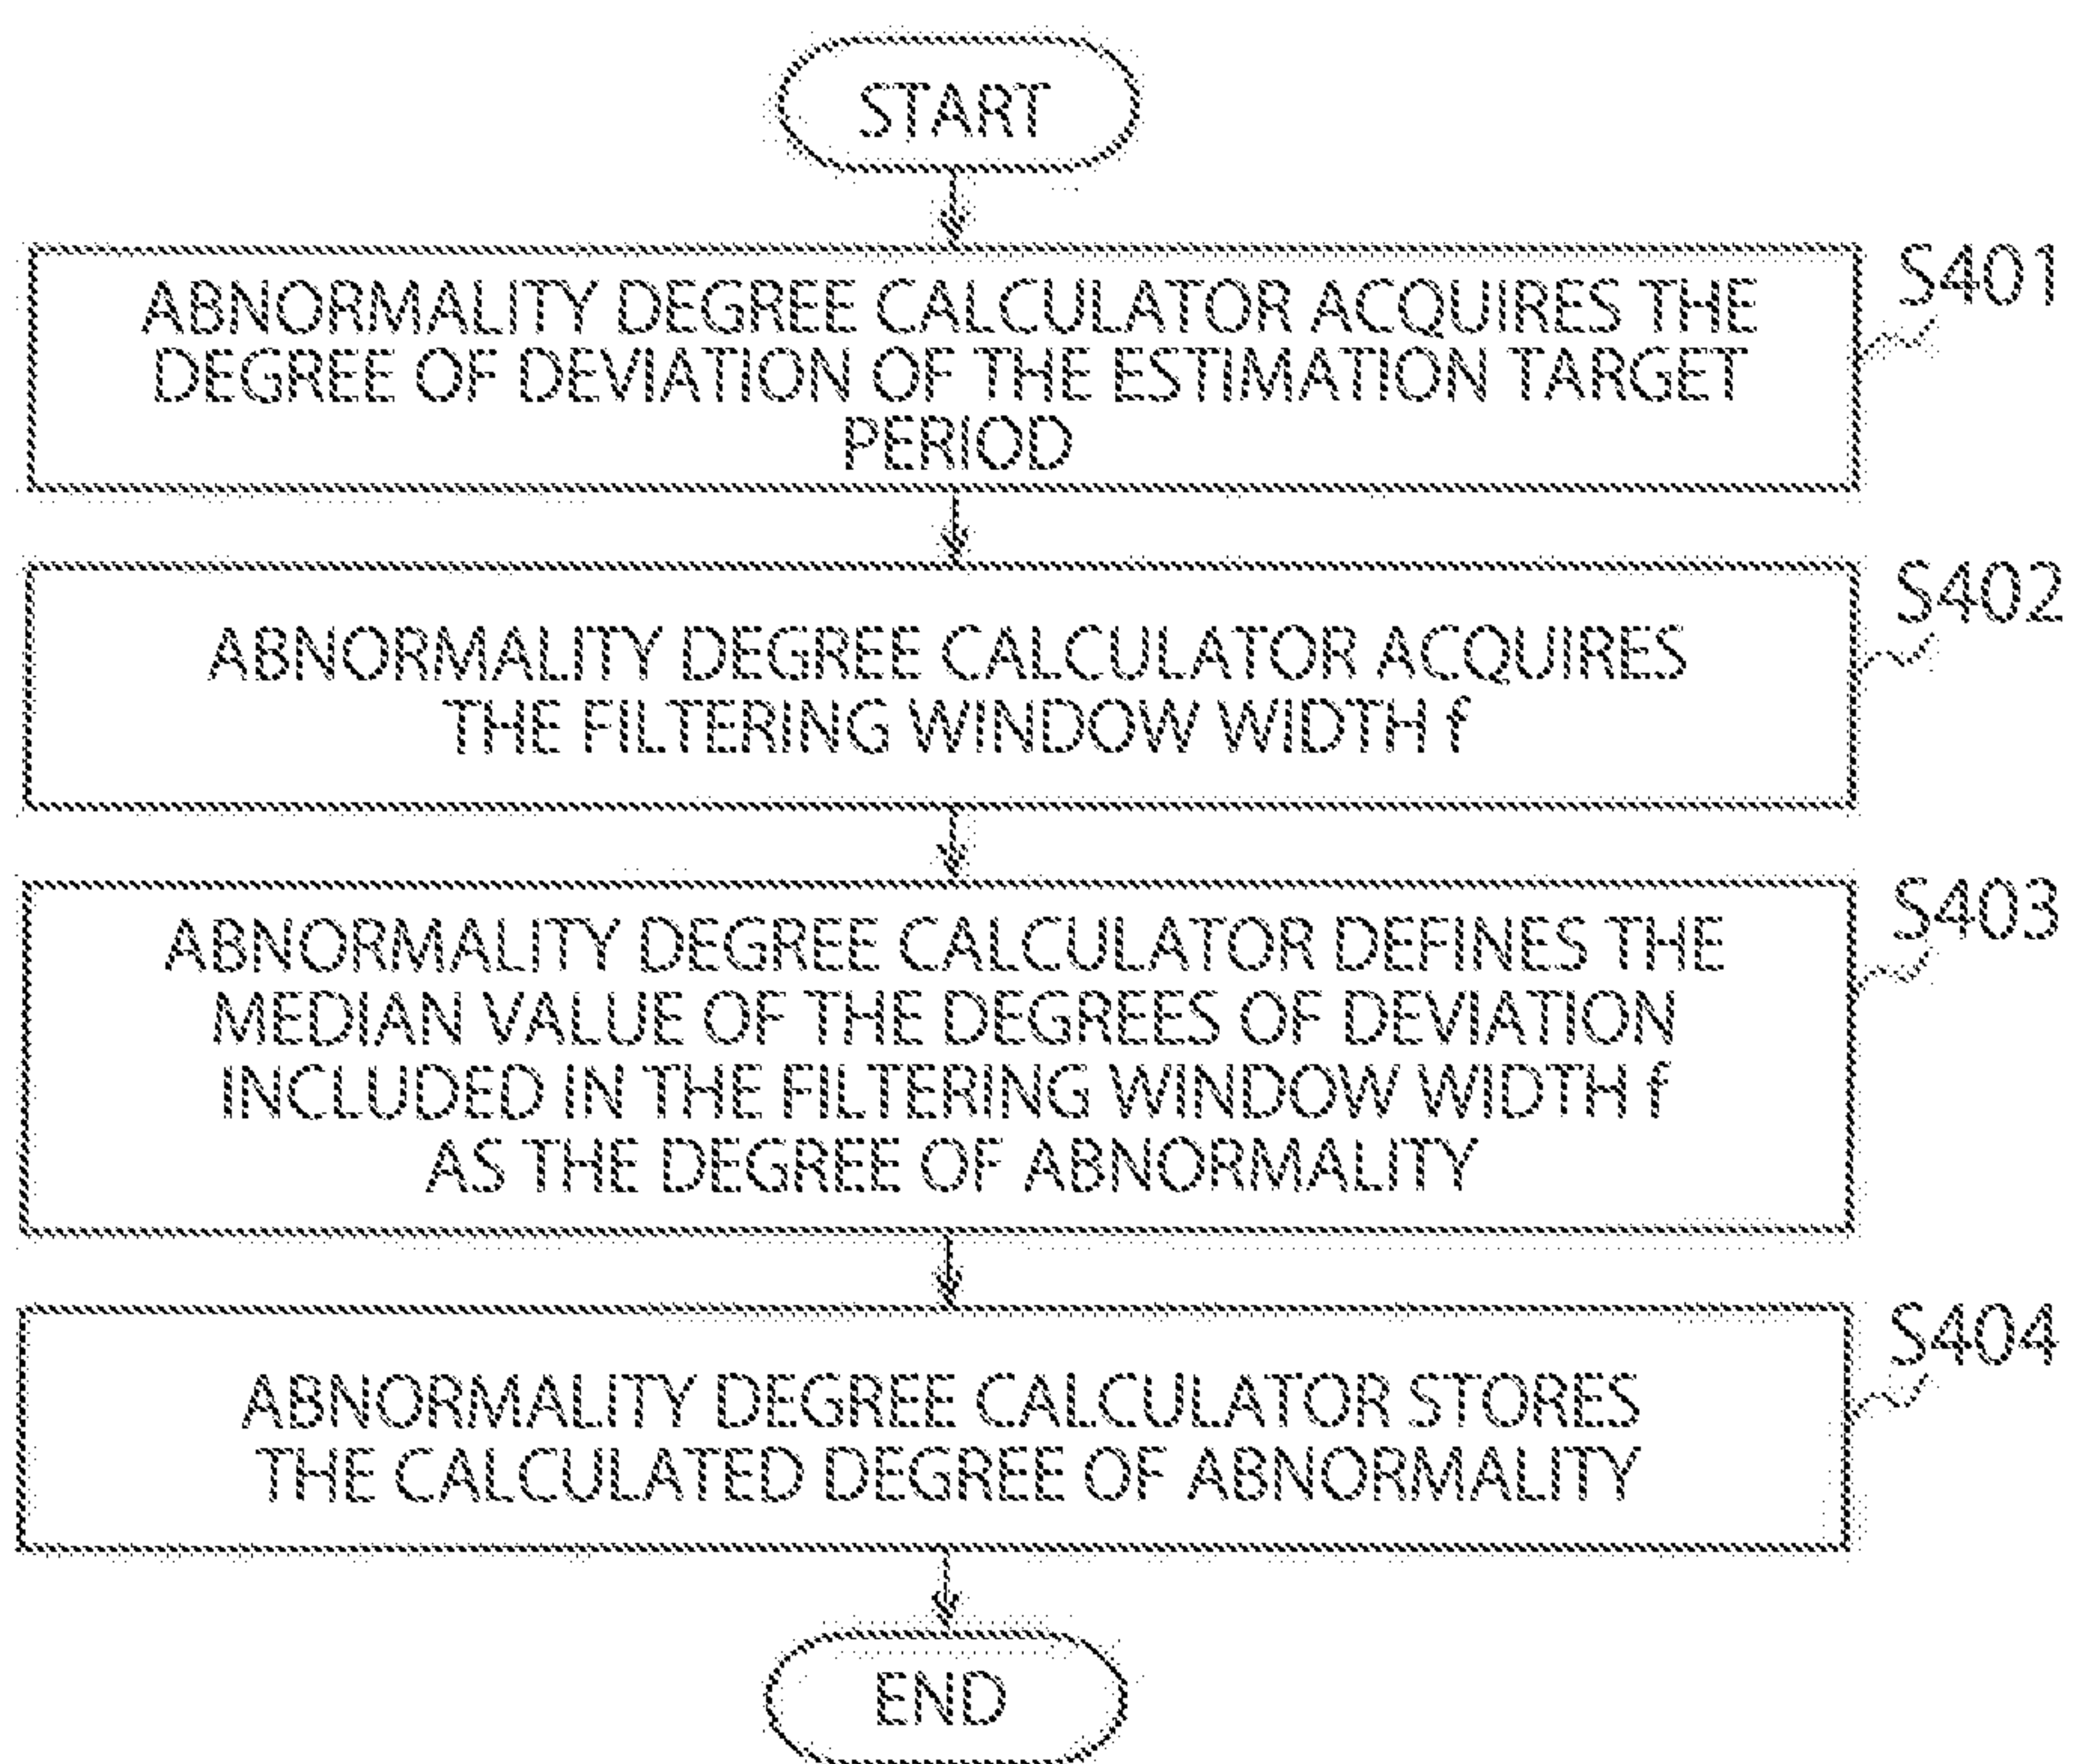 START
S401
ABNORMALITY DEGREE CALCULATOR ACQUIRES THE
DEGREE OF DEVIATION OF THE ESTIMATION TARGET
PERIOD
S402
ABNORMALITY DEGREE CALCULATOR ACQUIRES
THE FILTERING WINDOW WIDTH f
S403
ABNORMALITY DEGREE CALCULATOR DEFINES THE
MEDIAN VALUE OF THE DEGREES OF DEVIATION
INCLUDED IN THE FILTERING WINDOW WIDTH f
AS THE DEGREE OF ABNORMALITY
S404
ABNORMALITY DEGREE CALCULATOR STORES
THE CALCULATED DEGREE OF ABNORMALITY
END